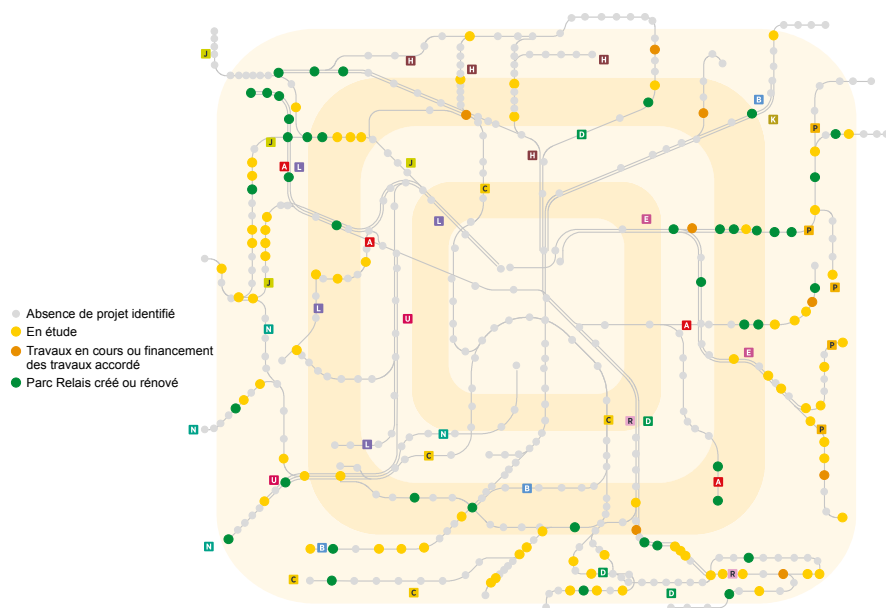 J
H
H
H
B
K
D
P
J
A
L
H
J
C
L
E
P
A
J
P
Absence de projet identifié
En étude
Travaux en cours ou financement
des travaux accordé
Parc Relais créé ou rénové
L
U
N
A
E
P
N
C
R
D
P
N
L
C
U
A
B
N
B
C
C
D
R
D